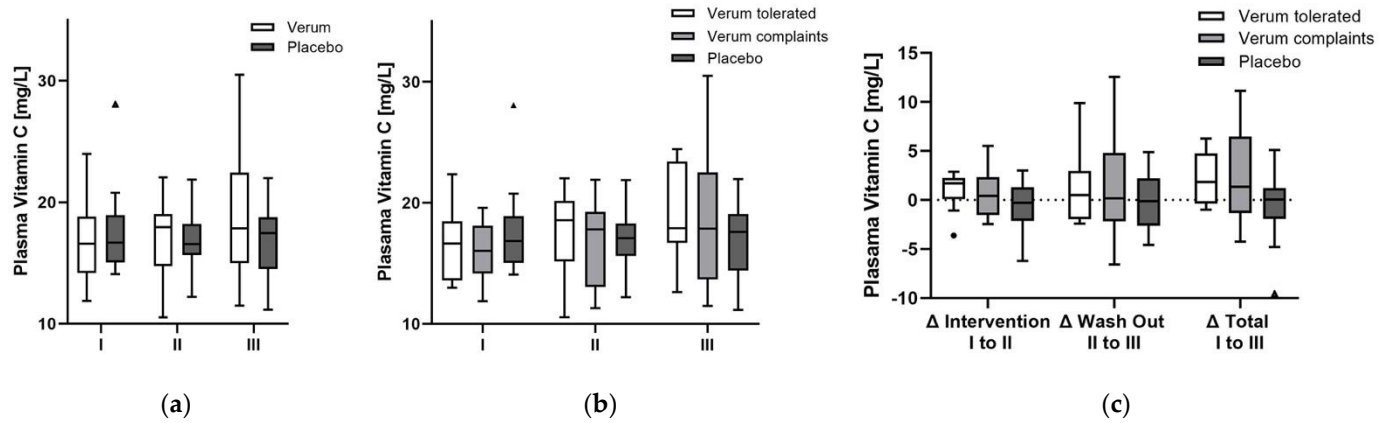 Verum
Placebo
Plasma Vitamin C [mg/L]
30
20
10
I
II
III
(a)
Verum tolerated
Verum complaints
Placebo
Plasma Vitamin C [mg/L]
30
20
10
I
II
III
(b)
Verum tolerated
Verum complaints
Placebo
Plasama Vitamin C [mg/L]
15
10
5
0
-5
-10
Δ Intervention
I to II
Δ Wash Out
II to III
Δ Total
I to III
(c)